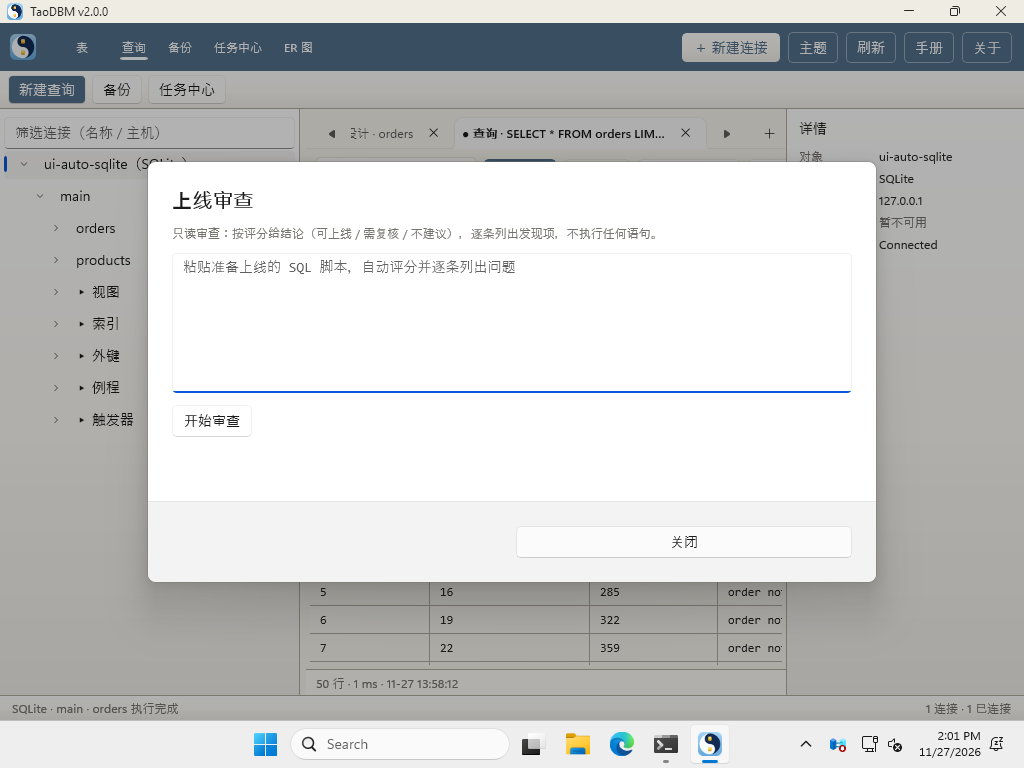 TaoDBM v2.0.0
表
查询
备份
任务中心
ER 图
+ 新建连接
主题
刷新
手册
关于
新建查询
备份
任务中心
筛选连接（名称 / 主机）
ui-auto-sqlite（SQLite）
main
orders
products
视图
索引
外键
例程
触发器
设计 · orders
• 查询 · SELECT * FROM orders LIM...
详情
对象
ui-auto-sqlite
SQLite
127.0.0.1
暂不可用
Connected
上线审查
只读审查：按评分给结论（可上线 / 需复核 / 不建议），逐条列出发现项，不执行任何语句。
粘贴准备上线的 SQL 脚本，自动评分并逐条列出问题
开始审查
关闭
5 16 285 order no
6 19 322 order no
7 22 359 order no
50 行 · 1 ms · 11-27 13:58:12
SQLite · main · orders 执行完成
1 连接 · 1 已连接
Search
2:01 PM
11/27/2026